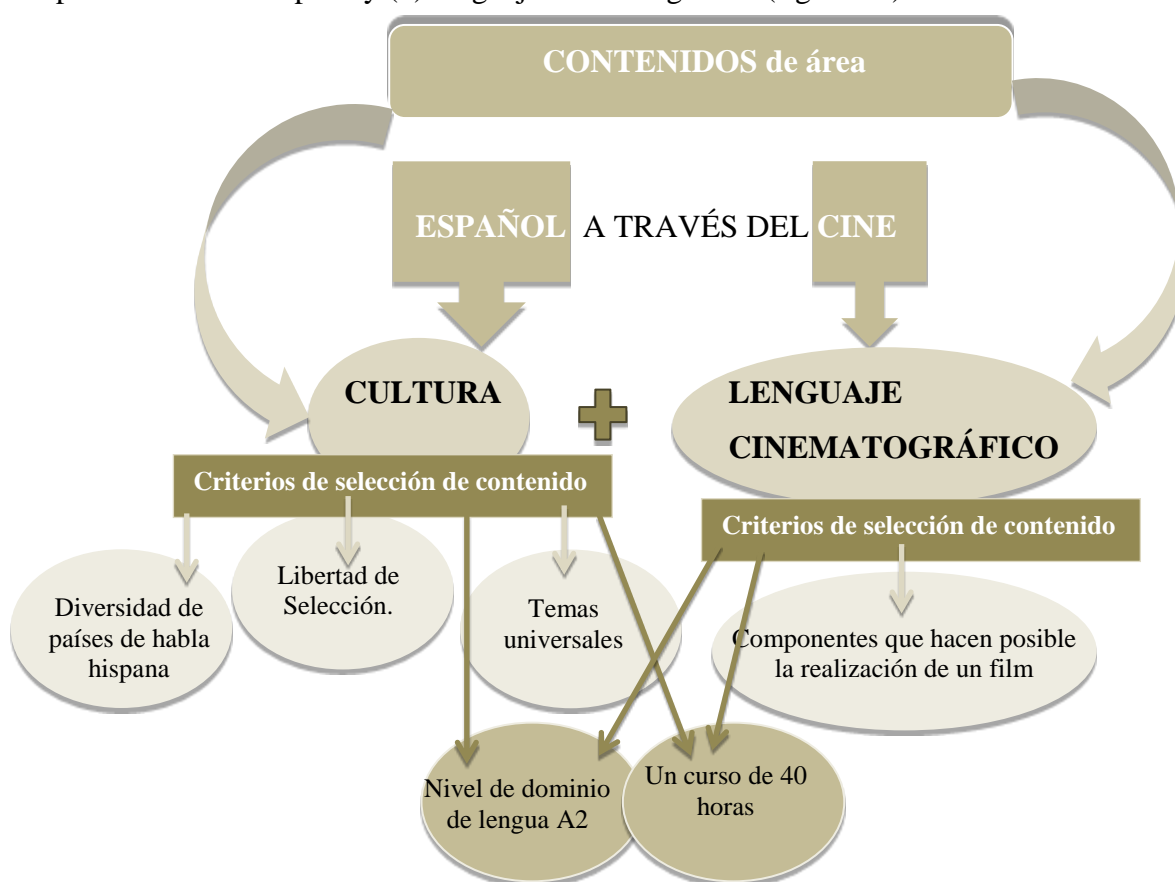 CONTENIDOS de área
ESPAÑOL A TRAVÉS DEL CINE
CULTURA
LENGUAJE
CINEMATOGRÁFICO
Criterios de selección de contenido
Criterios de selección de contenido
Diversidad de
países de habla
hispana
Libertad de
Selección.
Temas
universales
Componentes que hacen posible
la realización de un film
Nivel de dominio
de lengua A2
Un curso de 40
horas